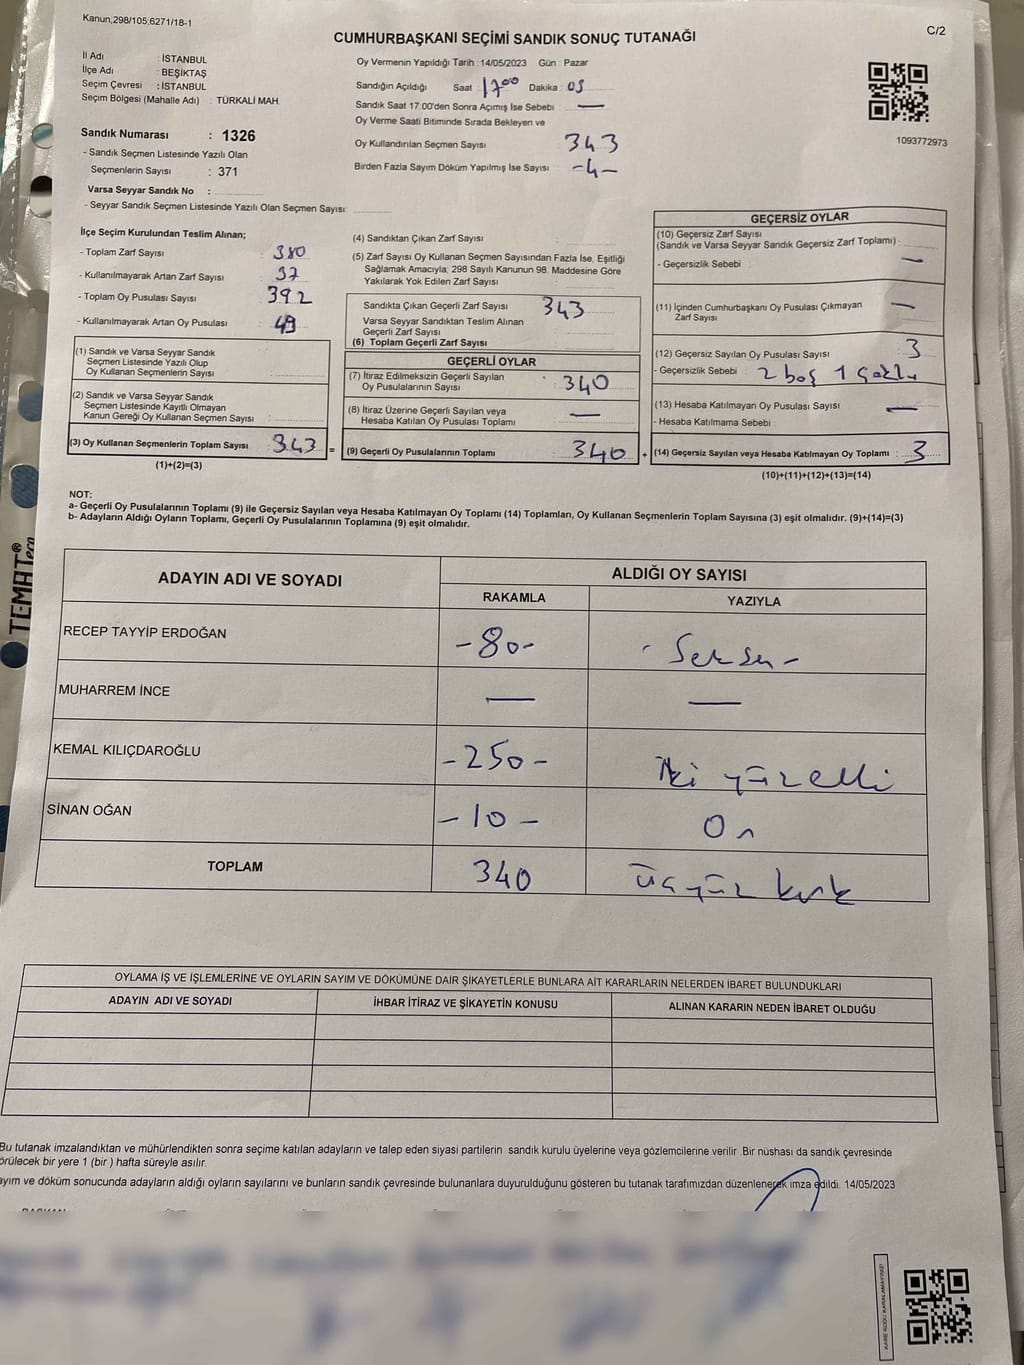 Kanun;298/105;6271/18-1
C/2
CUMHURBAŞKANI SEÇİMİ SANDIK SONUÇ TUTANAĞI
İl Adı : İSTANBUL
İlçe Adı : BEŞİKTAŞ
Seçim Çevresi : İSTANBUL
Seçim Bölgesi (Mahalle Adı) : TÜRKALİ MAH.
Sandık Numarası : 1326
- Sandık Seçmen Listesinde Yazılı Olan
Seçmenlerin Sayısı : 371
Varsa Seyyar Sandık No :
- Seyyar Sandık Seçmen Listesinde Yazılı Olan Seçmen Sayısı:
Oy Vermenin Yapıldığı Tarih :14/05/2023 Gün : Pazar
Sandığın Açıldığı Saat : 17:00 Dakika : 05
Sandık Saat 17:00'den Sonra Açımış İse Sebebi : —
Oy Verme Saati Bitiminde Sırada Bekleyen ve
Oy Kullandırılan Seçmen Sayısı 343
Birden Fazla Sayım Döküm Yapılmış İse Sayısı : -4-
1093772973
İlçe Seçim Kurulundan Teslim Alınan;
- Toplam Zarf Sayısı : 380
- Kullanılmayarak Artan Zarf Sayısı : 37
- Toplam Oy Pusulası Sayısı : 392
- Kullanılmayarak Artan Oy Pusulası : 49
(1) Sandık ve Varsa Seyyar Sandık
Seçmen Listesinde Yazılı Olup
Oy Kullanan Seçmenlerin Sayısı :
(2) Sandık ve Varsa Seyyar Sandık
Seçmen Listesinde Kayıtlı Olmayan
Kanun Gereği Oy Kullanan Seçmen Sayısı :
(3) Oy Kullanan Seçmenlerin Toplam Sayısı : 343 =
(1)+(2)=(3)
(4) Sandıktan Çıkan Zarf Sayısı :
(5) Zarf Sayısı Oy Kullanan Seçmen Sayısından Fazla İse, Eşitliği
Sağlamak Amacıyla; 298 Sayılı Kanunun 98. Maddesine Göre
Yakılarak Yok Edilen Zarf Sayısı :
Sandıkta Çıkan Geçerli Zarf Sayısı 343
Varsa Seyyar Sandıktan Teslim Alınan
Geçerli Zarf Sayısı :
(6) Toplam Geçerli Zarf Sayısı :
GEÇERLİ OYLAR
(7) İtiraz Edilmeksizin Geçerli Sayılan
Oy Pusulalarının Sayısı : 340
(8) İtiraz Üzerine Geçerli Sayılan veya
Hesaba Katılan Oy Pusulası Toplamı : —
(9) Geçerli Oy Pusulalarının Toplamı : 340 +
GEÇERSİZ OYLAR
(10) Geçersiz Zarf Sayısı
(Sandık ve Varsa Seyyar Sandık Geçersiz Zarf Toplamı) :
- Geçersizlik Sebebi : —
(11) İçinden Cumhurbaşkanı Oy Pusulası Çıkmayan
Zarf Sayısı : —
(12) Geçersiz Sayılan Oy Pusulası Sayısı : 3
- Geçersizlik Sebebi : 2 boş 1
(13) Hesaba Katılmayan Oy Pusulası Sayısı : —
- Hesaba Katılmama Sebebi :
(14) Geçersiz Sayılan veya Hesaba Katılmayan Oy Toplamı : 3
(10)+(11)+(12)+(13)=(14)
NOT:
a- Geçerli Oy Pusulalarının Toplamı (9) ile Geçersiz Sayılan veya Hesaba Katılmayan Oy Toplamı (14) Toplamları, Oy Kullanan Seçmenlerin Toplam Sayısına (3) eşit olmalıdır. (9)+(14)=(3)
b- Adayların Aldığı Oyların Toplamı, Geçerli Oy Pusulalarının Toplamına (9) eşit olmalıdır.
ADAYIN ADI VE SOYADI ALDIĞI OY SAYISI
RAKAMLA YAZIYLA
RECEP TAYYİP ERDOĞAN -80- - Seksen -
MUHARREM İNCE — —
KEMAL KILIÇDAROĞLU -250- İki yüzelli
SİNAN OĞAN -10- On
TOPLAM 340 üçyüz kırk
OYLAMA İŞ VE İŞLEMLERİNE VE OYLARIN SAYIM VE DÖKÜMÜNE DAİR ŞİKAYETLERLE BUNLARA AİT KARARLARIN NELERDEN İBARET BULUNDUKLARI
ADAYIN ADI VE SOYADI İHBAR İTİRAZ VE ŞİKAYETİN KONUSU ALINAN KARARIN NEDEN İBARET OLDUĞU
Bu tutanak imzalandıktan ve mühürlendikten sonra seçime katılan adayların ve talep eden siyasi partilerin sandık kurulu üyelerine veya gözlemcilerine verilir. Bir nüshası da sandık çevresinde
örülecek bir yere 1 (bir ) hafta süreyle asılır.
ayım ve döküm sonucunda adayların aldığı oyların sayılarını ve bunların sandık çevresinde bulunanlara duyurulduğunu gösteren bu tutanak tarafımızdan düzenlenerek imza edildi. 14/05/2023
KARE KODU KARALAMAYINIZ!
TEMAT® eco